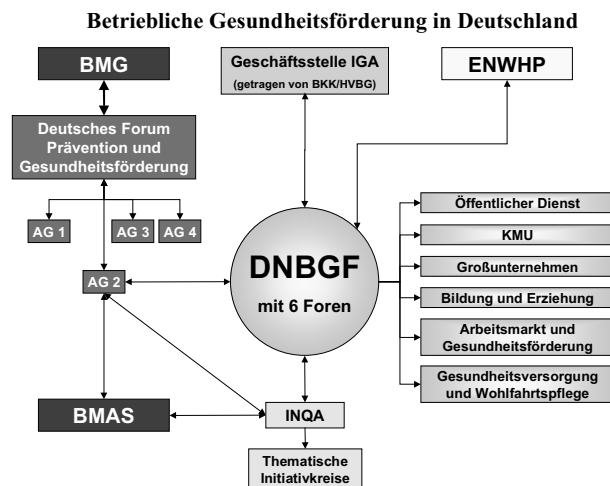 Betriebliche Gesundheitsförderung in Deutschland
BMG
Geschäftsstelle IGA
(getragen von BKK/HVBG)
ENWHP
Deutsches Forum
Prävention und
Gesundheitsförderung
AG 1
AG 3
AG 4
AG 2
DNBGF
mit 6 Foren
Öffentlicher Dienst
KMU
Großunternehmen
Bildung und Erziehung
Arbeitsmarkt und
Gesundheitsförderung
Gesundheitsversorgung
und Wohlfahrtspflege
BMAS
INQA
Thematische
Initiativkreise